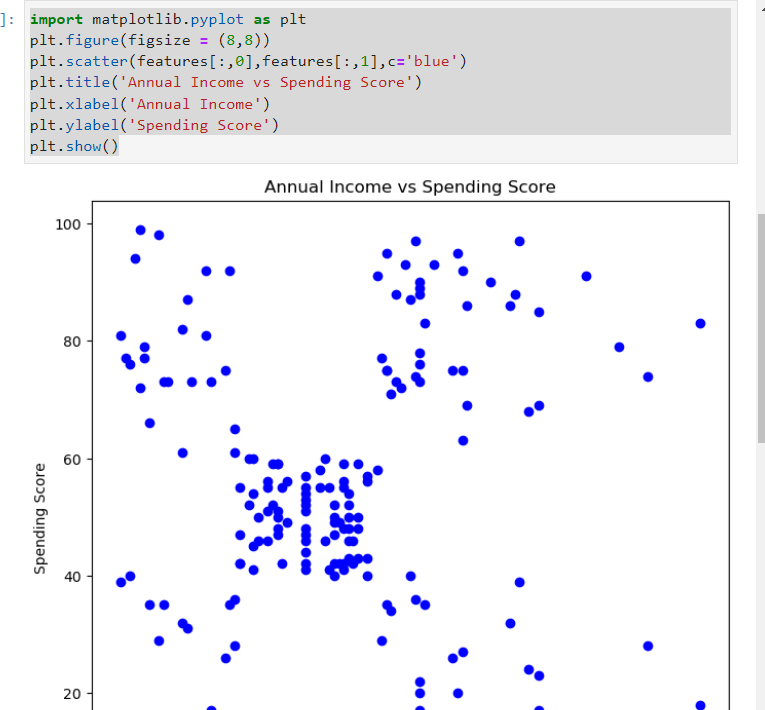 ]:
import matplotlib.pyplot as plt
plt.figure(figsize = (8,8))
plt.scatter(features[:,0],features[:,1],c='blue')
plt.title('Annual Income vs Spending Score')
plt.xlabel('Annual Income')
plt.ylabel('Spending Score')
plt.show()
Annual Income vs Spending Score
100
80
60
Spending Score
40
20